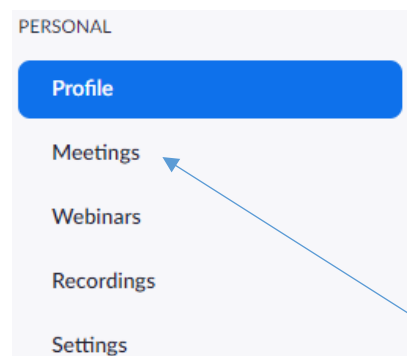 PERSONAL
Profile
Meetings
Webinars
Recordings
Settings